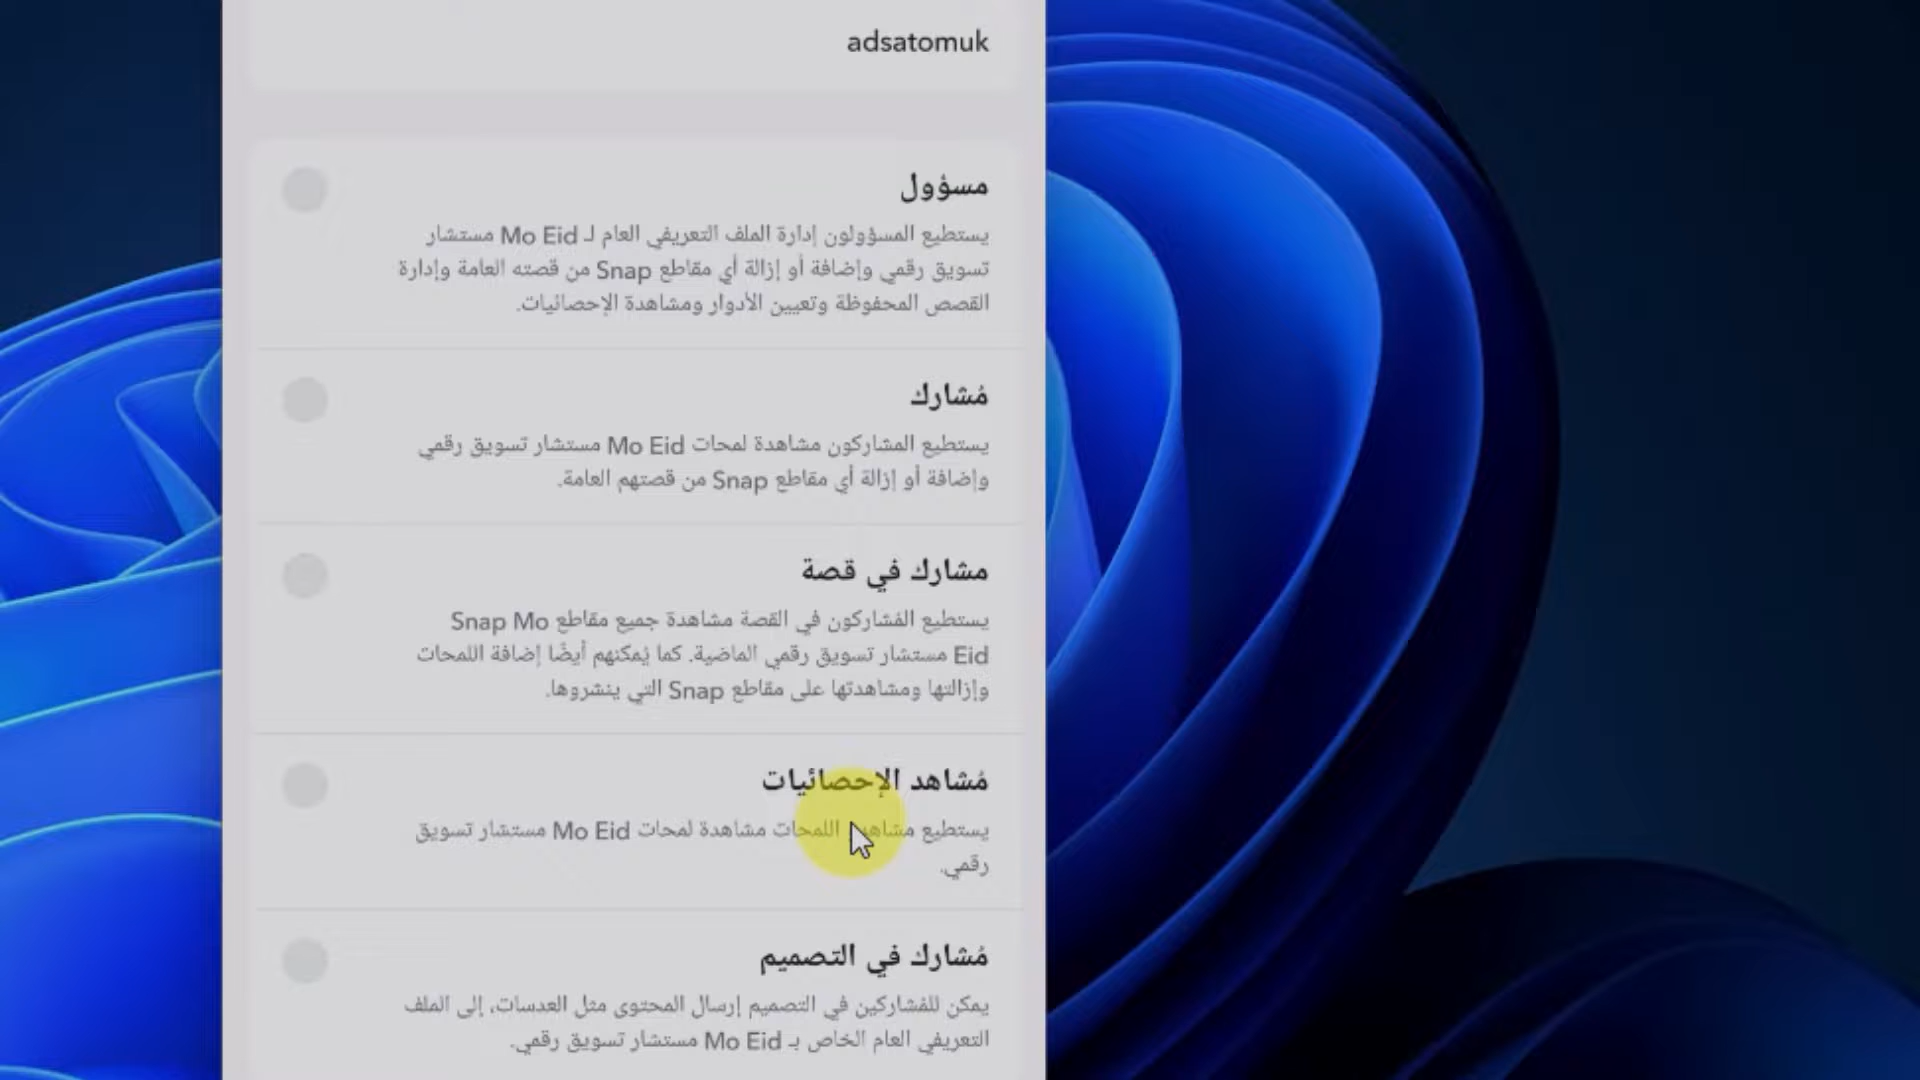 adsatomuk
مسؤول
يستطيع المسؤولون إدارة الملف التعريفي العام لـ Mo Eid مستشار
تسويق رقمي وإضافة أو إزالة أي مقاطع Snap من قصته العامة وإدارة
القصص المحفوظة وتعيين الأدوار ومشاهدة الإحصائيات.
مُشارك
يستطيع المشاركون مشاهدة لمحات Mo Eid مستشار تسويق رقمي
وإضافة أو إزالة أي مقاطع Snap من قصتهم العامة.
مشارك في قصة
يستطيع المُشاركون في القصة مشاهدة جميع مقاطع Snap Mo
Eid مستشار تسويق رقمي الماضية. كما يُمكنهم أيضًا إضافة اللمحات
وإزالتها ومشاهدتها على مقاطع Snap التي ينشروها.
مُشاهد الإحصائيات
يستطيع اللمحات مشاهدة لمحات Mo Eid مستشار تسويق
رقمي.
مُشارك في التصميم
يمكن للمُشاركين في التصميم إرسال المحتوى مثل العدسات، إلى الملف
التعريفي العام الخاص بـ Mo Eid مستشار تسويق رقمي.